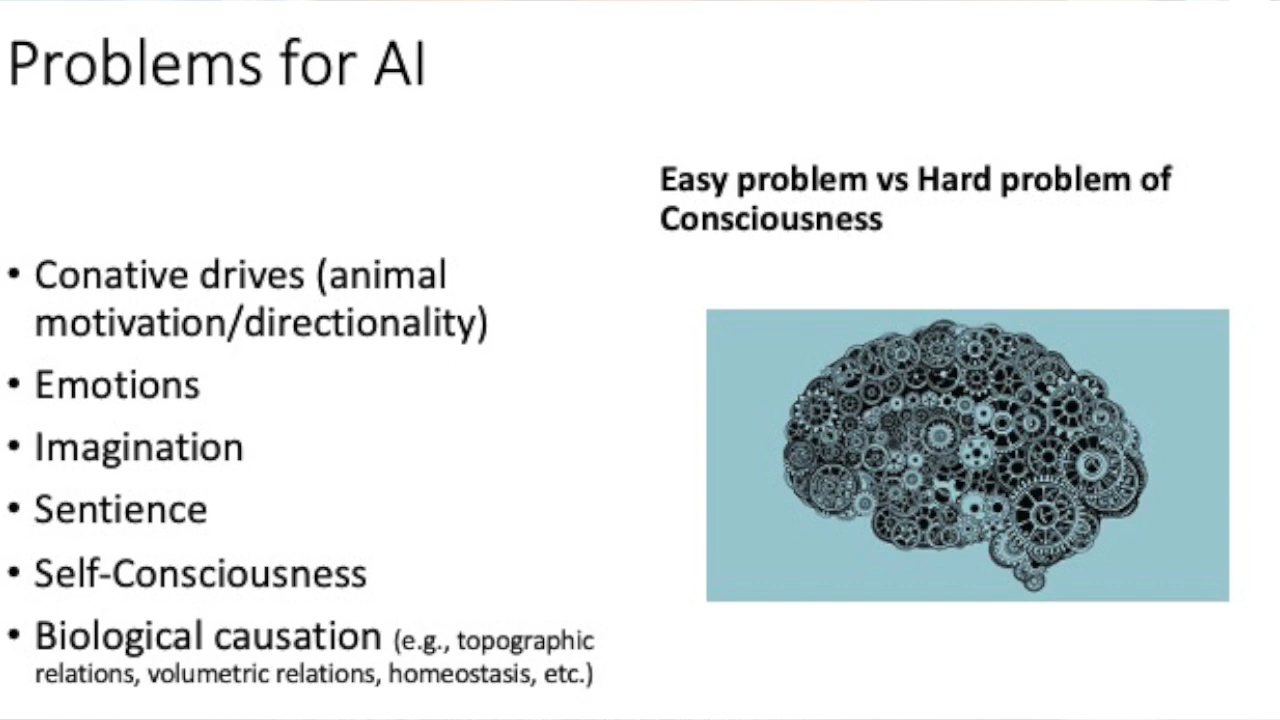 Problems for AI
Easy problem vs Hard problem of
Consciousness
• Conative drives (animal
motivation/directionality)
• Emotions
• Imagination
• Sentience
• Self-Consciousness
• Biological causation (e.g., topographic
relations, volumetric relations, homeostasis, etc.)